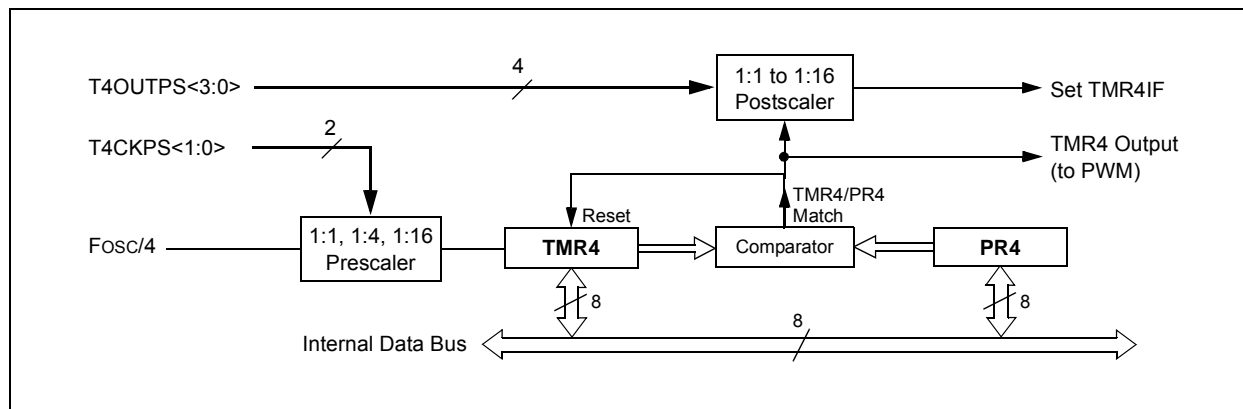 T4OUTPS<3:0>
4
1:1 to 1:16
Postscaler
Set TMR4IF
T4CKPS<1:0>
2
TMR4 Output
(to PWM)
TMR4/PR4
Match
Reset
FOSC/4
1:1, 1:4, 1:16
Prescaler
TMR4
Comparator
PR4
8
8
8
Internal Data Bus